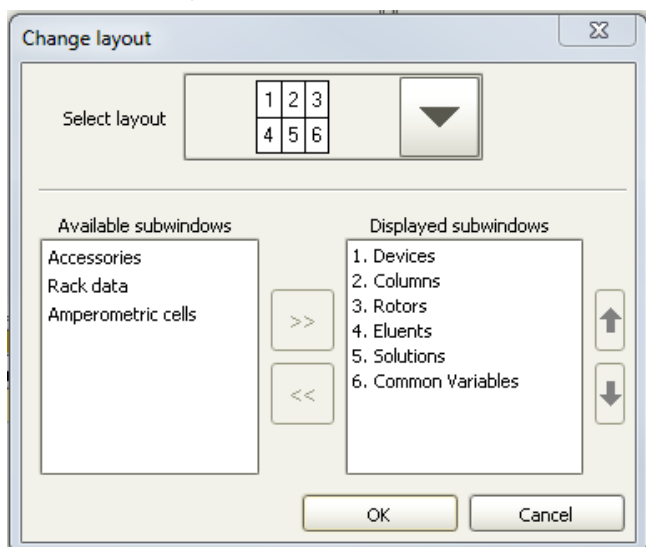 Change layout
Select layout
1 2 3
4 5 6
Available subwindows
Accessories
Rack data
Amperometric cells
>>
<<
Displayed subwindows
1. Devices
2. Columns
3. Rotors
4. Eluents
5. Solutions
6. Common Variables
OK
Cancel